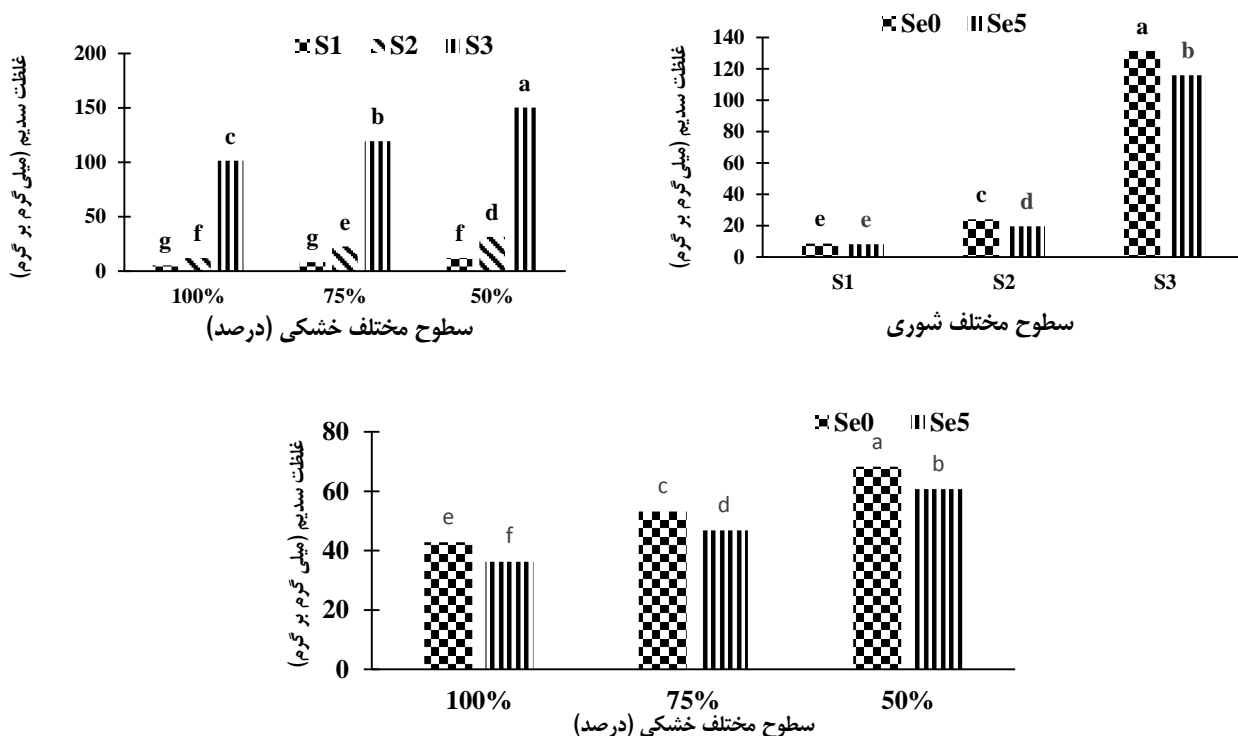 S1 S2 S3
غلظت سدیم (میلی‌گرم بر گرم)
200
150
100
50
0
g f c
g e b
f d a
100% 75% 50%
سطوح مختلف خشکی (درصد)
Se0 Se5
غلظت سدیم (میلی‌گرم بر گرم)
140
120
100
80
60
40
20
0
e e
c d
a b
S1 S2 S3
سطوح مختلف شوری
Se0 Se5
غلظت سدیم (میلی گرم بر گرم)
80
60
40
20
0
e f
c d
a b
100% 75% 50%
سطوح مختلف خشکی (درصد)